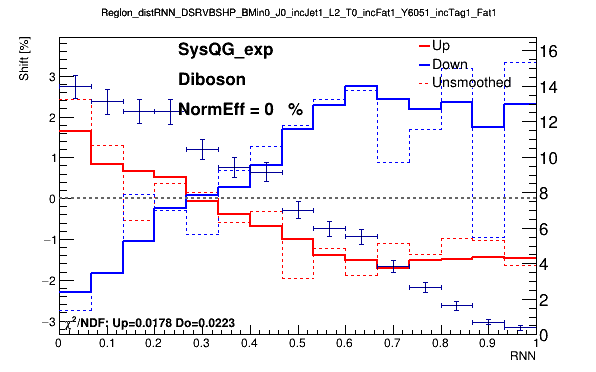 Region_distRNN_DSRVBSHP_BMin0_J0_incJet1_L2_T0_incFat1_Y6051_incTag1_Fat1
Shift [%]
SysQG_exp
Diboson
NormEff = 0 %
Up
Down
Unsmoothed
3
2
1
0
−1
−2
−3
16
14
12
10
8
6
4
2
0
χ²/NDF: Up=0.0178 Do=0.0223
0 0.1 0.2 0.3 0.4 0.5 0.6 0.7 0.8 0.9 1
RNN